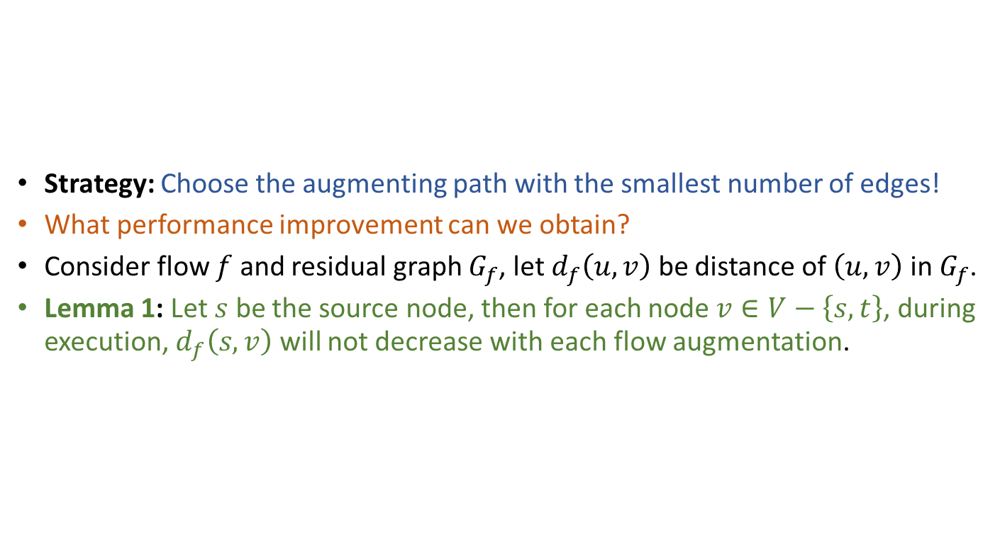 • Strategy: Choose the augmenting path with the smallest number of edges!
• What performance improvement can we obtain?
• Consider flow 𝑓 and residual graph 𝐺_𝑓, let 𝑑_𝑓(𝑢, 𝑣) be distance of (𝑢, 𝑣) in 𝐺_𝑓.
• Lemma 1: Let 𝑠 be the source node, then for each node 𝑣 ∈ 𝑉 − {𝑠, 𝑡}, during
execution, 𝑑_𝑓(𝑠, 𝑣) will not decrease with each flow augmentation.